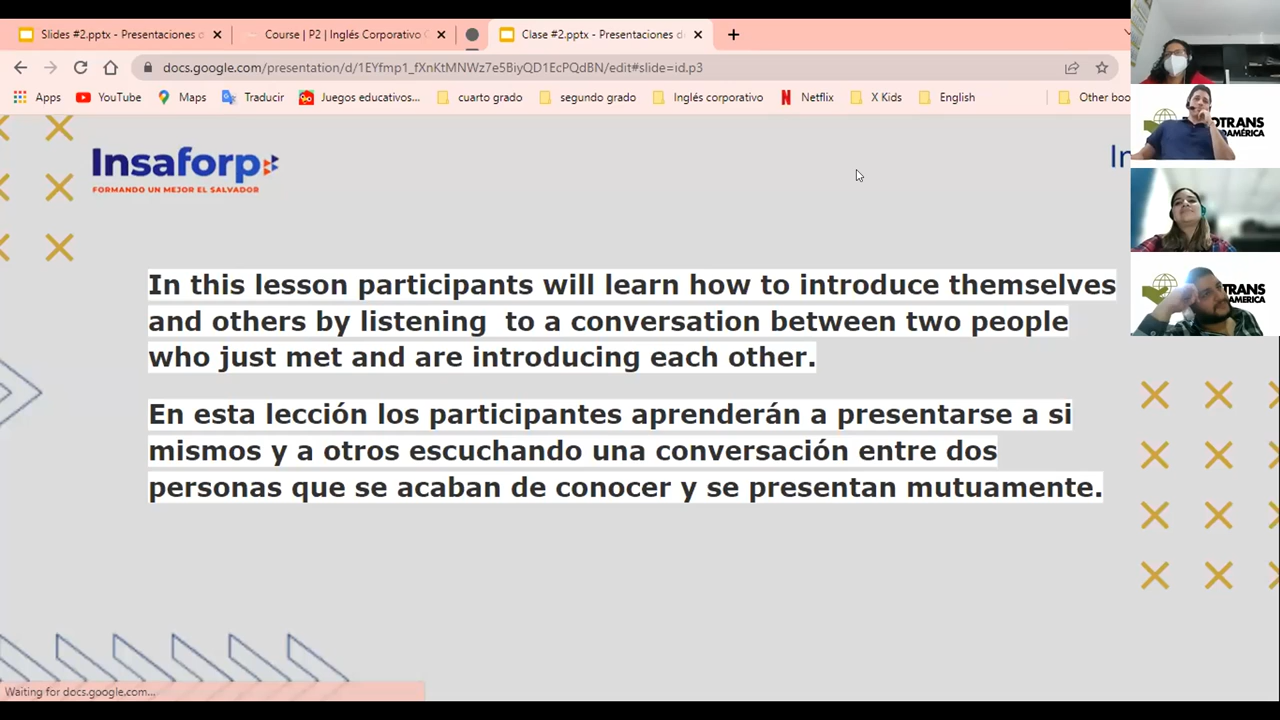 Slides #2.pptx - Presentaciones d
Course | P2 | Inglés Corporativo
Clase #2.pptx - Presentaciones d
docs.google.com/presentation/d/1EYfmp1_fXnKtMNWz7e5BiyQD1EcPQdBN/edit#slide=id.p3
Apps
YouTube
Maps
Traducir
Juegos educativos...
cuarto grado
segundo grado
Inglés corporativo
Netflix
X Kids
English
Other boo
Insaforp
FORMANDO UN MEJOR EL SALVADOR
In
OTRANS
OAMÉRICA
TRANS
AMERICA
In this lesson participants will learn how to introduce themselves
and others by listening to a conversation between two people
who just met and are introducing each other.
En esta lección los participantes aprenderán a presentarse a si
mismos y a otros escuchando una conversación entre dos
personas que se acaban de conocer y se presentan mutuamente.
Waiting for docs.google.com...